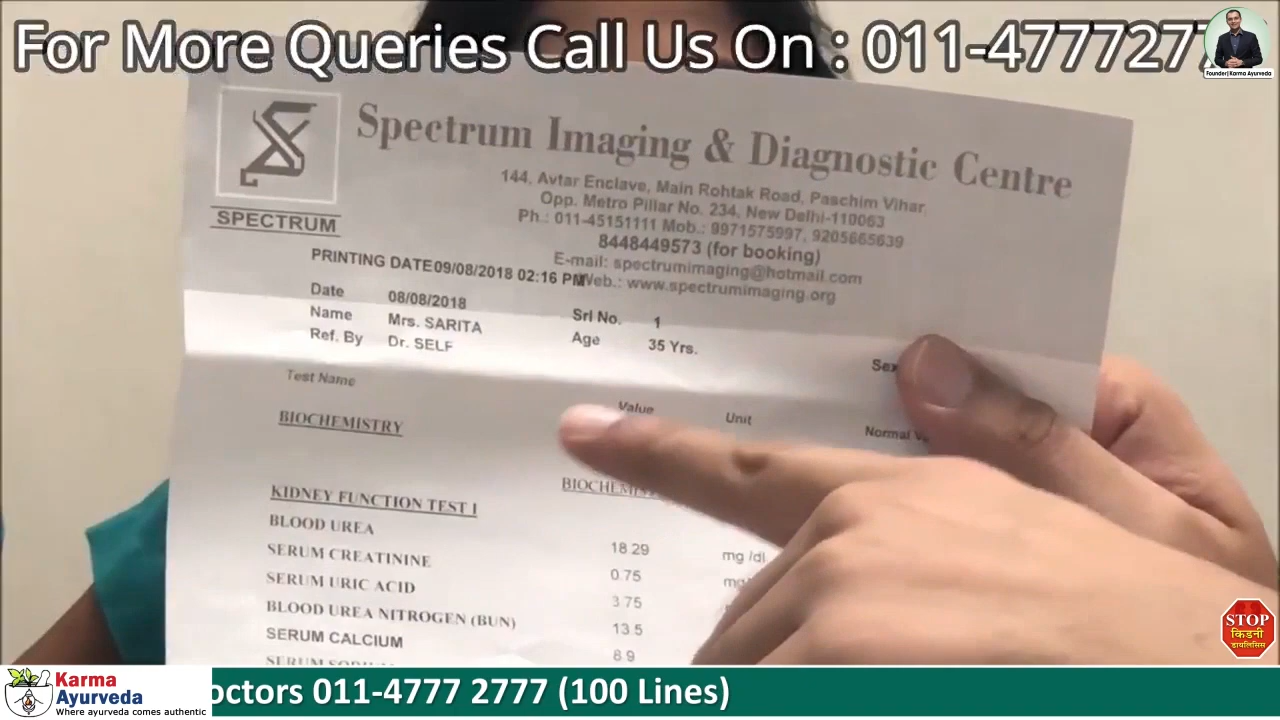 For More Queries Call Us On : 011-477727
Founder|Karma Ayurveda
Spectrum Imaging & Diagnostic Centre
SPECTRUM
144, Avtar Enclave, Main Rohtak Road, Paschim Vihar,
Opp. Metro Pillar No. 234, New Delhi-110063
Ph.: 011-45151111 Mob.: 9971575997, 9205665639
8448449573 (for booking)
E-mail: spectrumimaging@hotmail.com
PRINTING DATE09/08/2018 02:16 PM Web.: www.spectrumimaging.org
Date 08/08/2018 Srl No. 1
Name Mrs. SARITA Age 35 Yrs. Sex
Ref. By Dr. SELF
Test Name Value Unit Normal
BIOCHEMISTRY
KIDNEY FUNCTION TEST I
BLOOD UREA 18.29 mg /dl
SERUM CREATININE 0.75
SERUM URIC ACID 3.75
BLOOD UREA NITROGEN (BUN) 13.5
SERUM CALCIUM 8.9
STOP
किडनी
डायलिसिस
Karma
Ayurveda
Where ayurveda comes authentic
octors 011-4777 2777 (100 Lines)